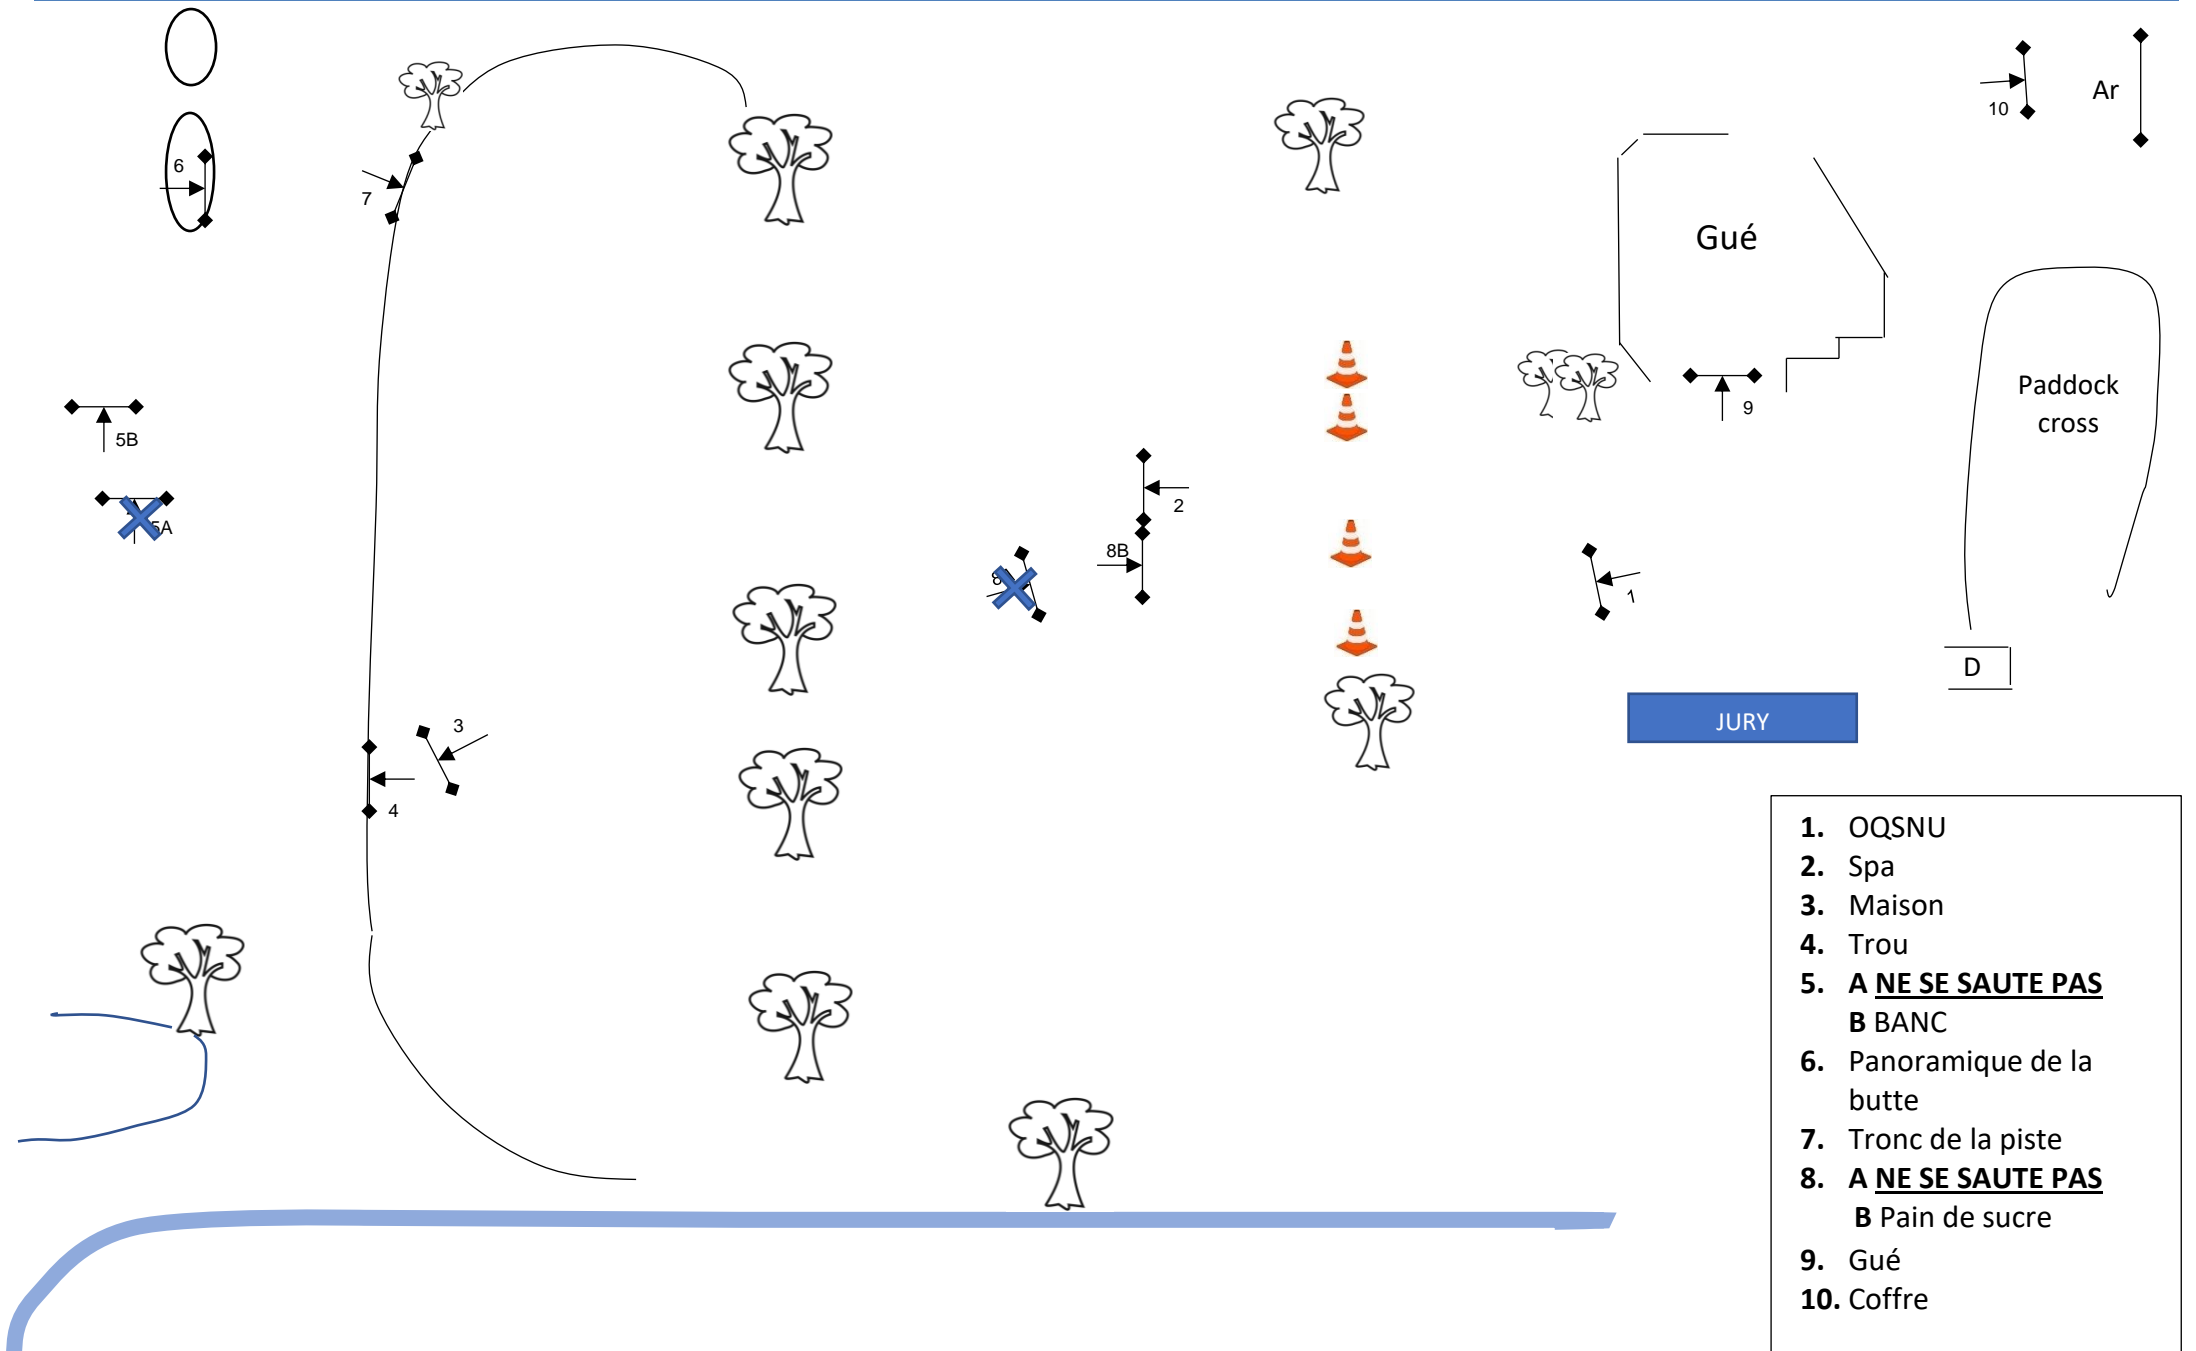 6
7
5B
5A
2
8B
8
3
4
1
9
10
Ar
Gué
Paddock
cross
D
JURY
1. OQSNU
2. Spa
3. Maison
4. Trou
5. A NE SE SAUTE PAS
B BANC
6. Panoramique de la
butte
7. Tronc de la piste
8. A NE SE SAUTE PAS
B Pain de sucre
9. Gué
10. Coffre